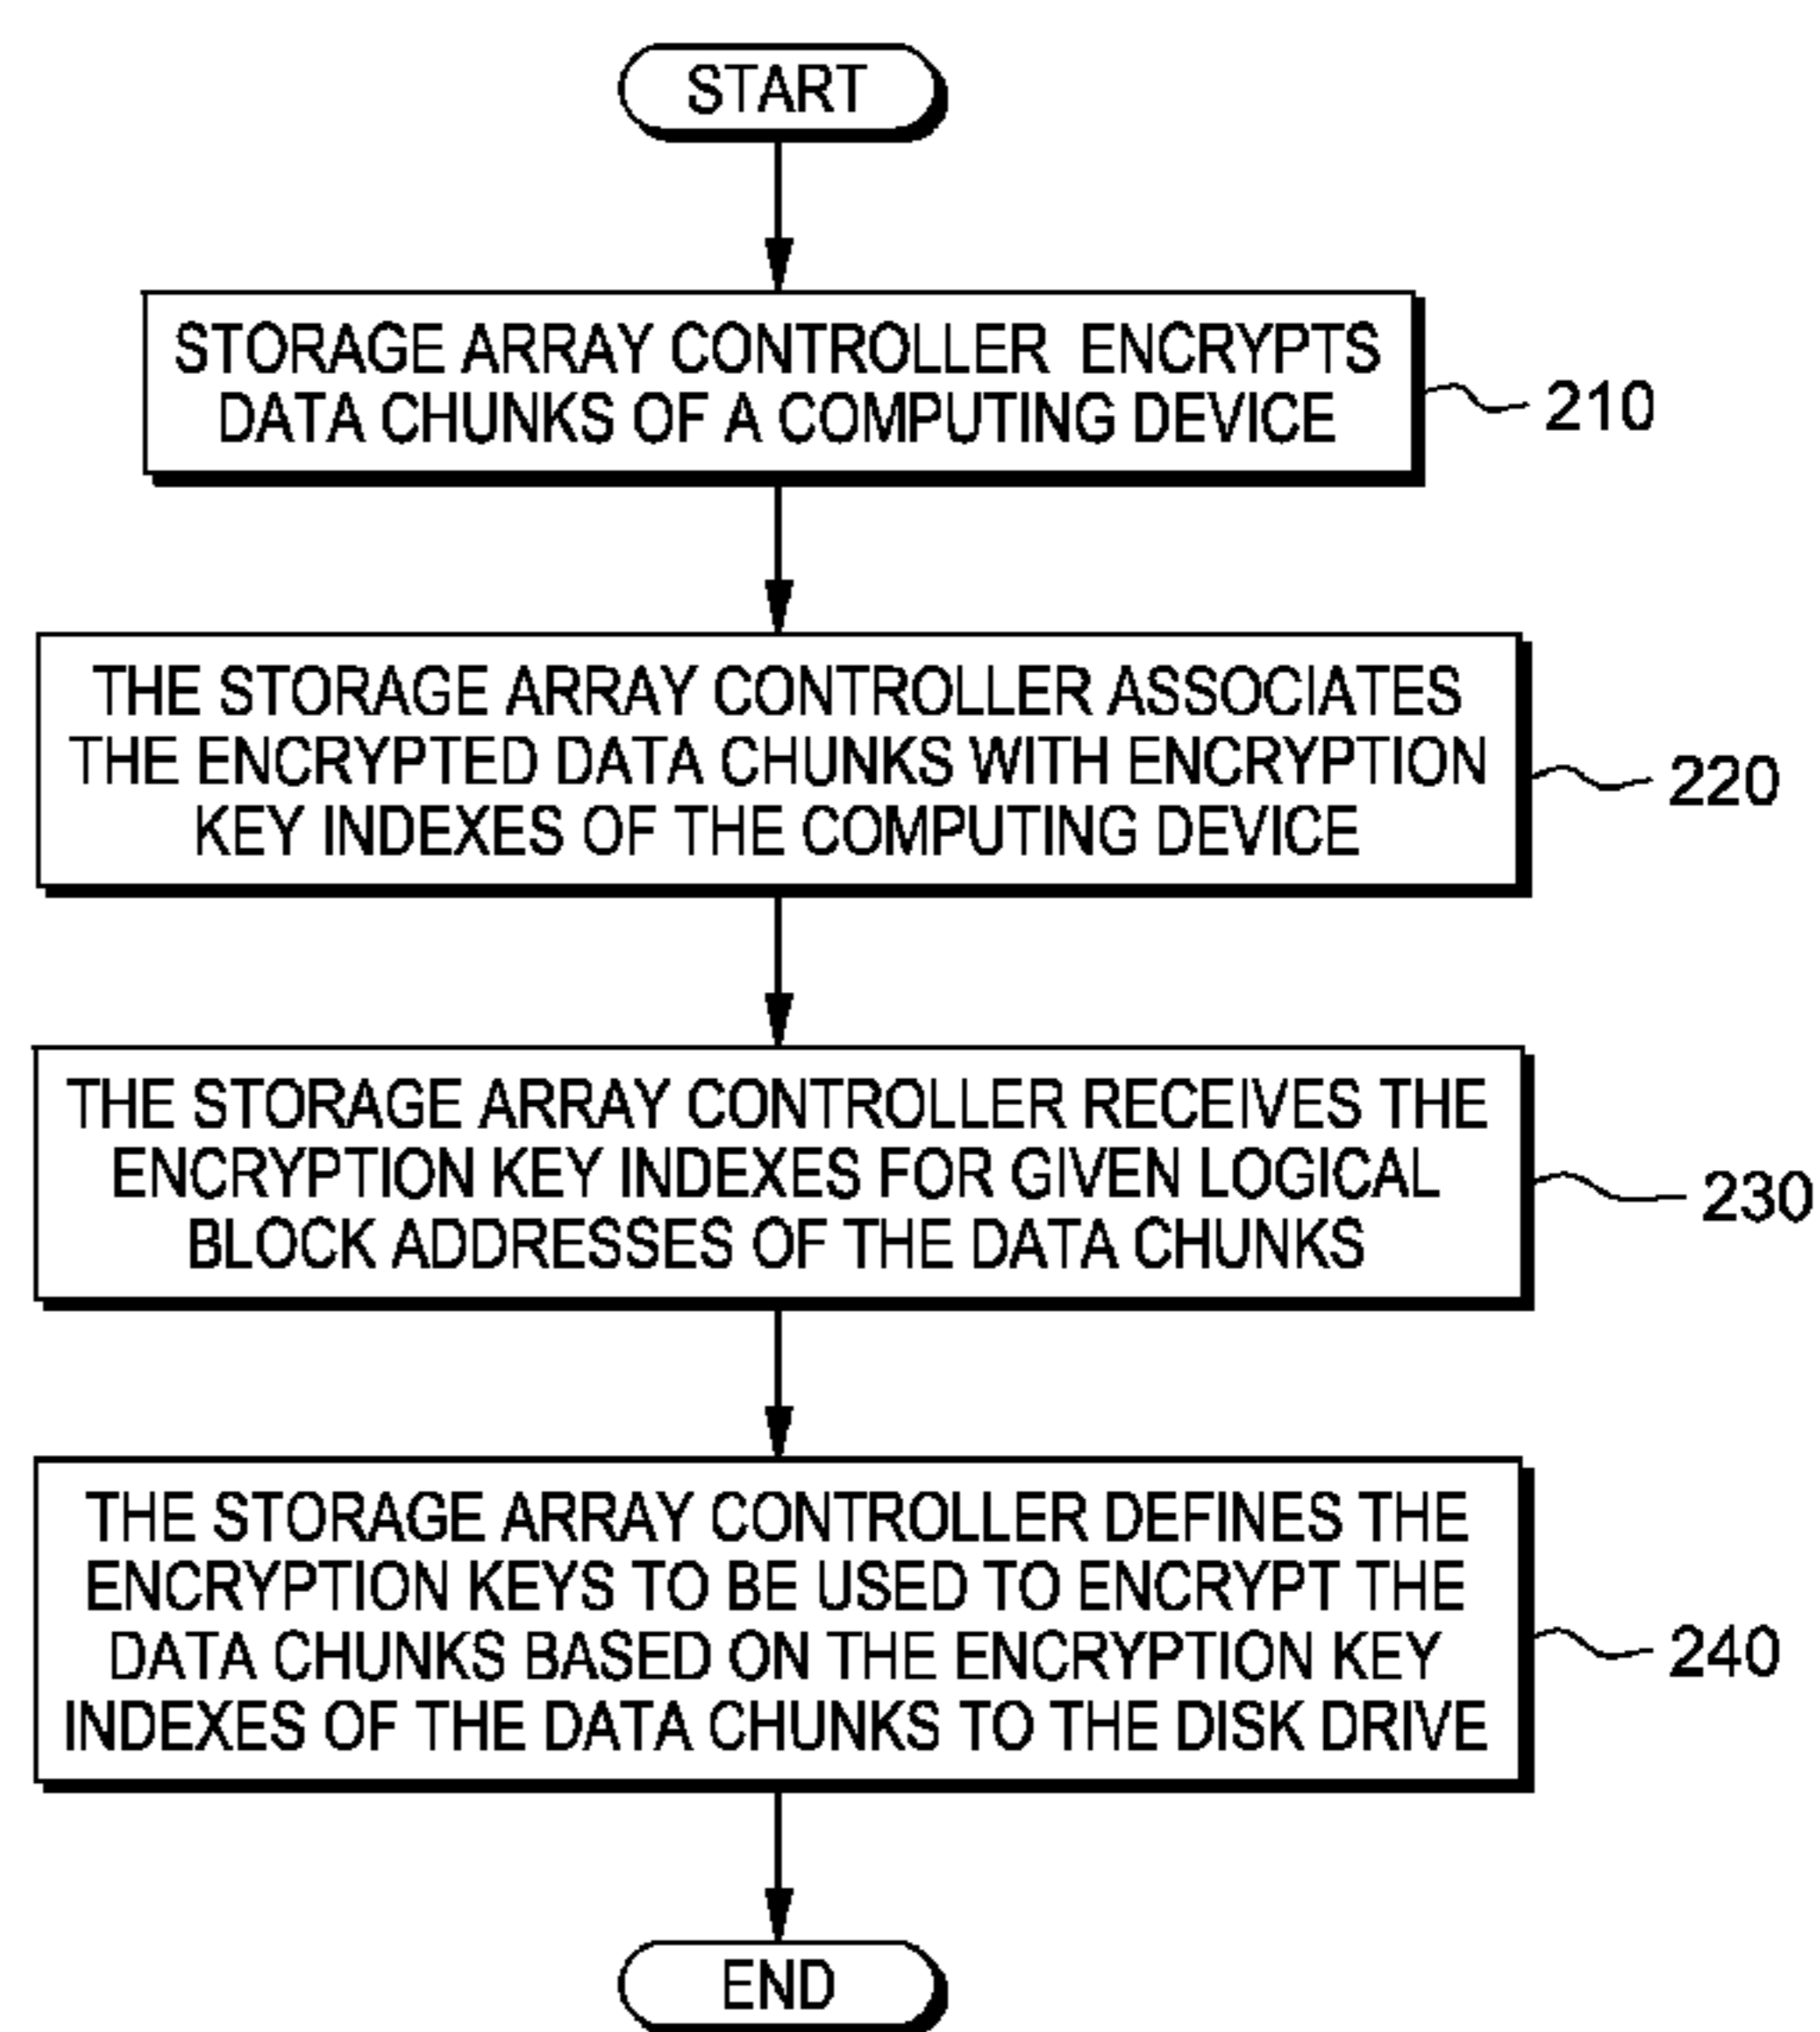 START
STORAGE ARRAY CONTROLLER ENCRYPTS
DATA CHUNKS OF A COMPUTING DEVICE
210
THE STORAGE ARRAY CONTROLLER ASSOCIATES
THE ENCRYPTED DATA CHUNKS WITH ENCRYPTION
KEY INDEXES OF THE COMPUTING DEVICE
220
THE STORAGE ARRAY CONTROLLER RECEIVES THE
ENCRYPTION KEY INDEXES FOR GIVEN LOGICAL
BLOCK ADDRESSES OF THE DATA CHUNKS
230
THE STORAGE ARRAY CONTROLLER DEFINES THE
ENCRYPTION KEYS TO BE USED TO ENCRYPT THE
DATA CHUNKS BASED ON THE ENCRYPTION KEY
INDEXES OF THE DATA CHUNKS TO THE DISK DRIVE
240
END